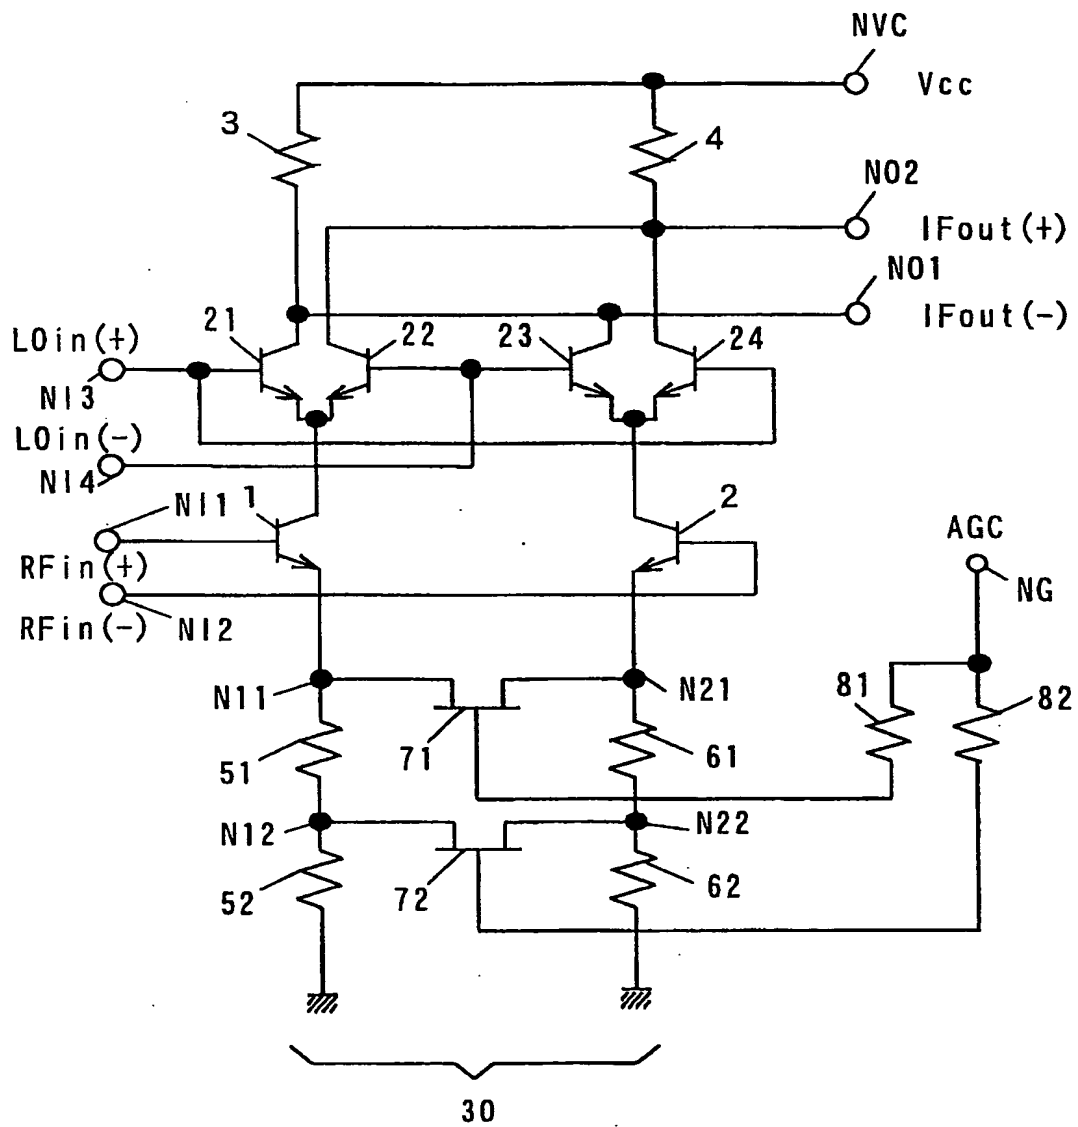 NVC
Vcc
3
4
NO2
IFout(+)
NO1
IFout(-)
21
22
23
24
LOin(+)
NI3
LOin(-)
NI4
NI1
1
2
RFin(+)
RFin(-)
NI2
AGC
NG
N11
N21
81
82
51
71
61
N12
N22
52
72
62
30